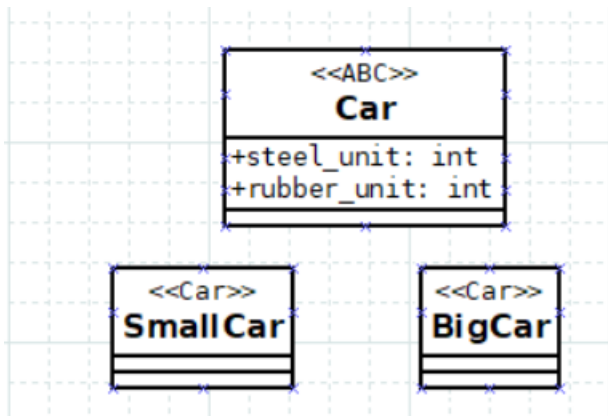 <<ABC>>
Car
+steel_unit: int
+rubber_unit: int
<<Car>>
SmallCar
<<Car>>
BigCar